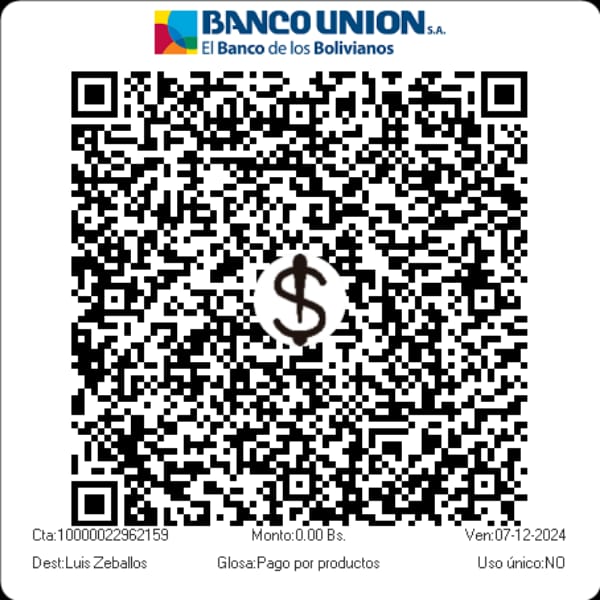 BANCO UNION S.A.
El Banco de los Bolivianos
$
Cta:10000022962159 Monto:0.00 Bs. Ven:07-12-2024
Dest:Luis Zeballos Glosa:Pago por productos Uso único:NO